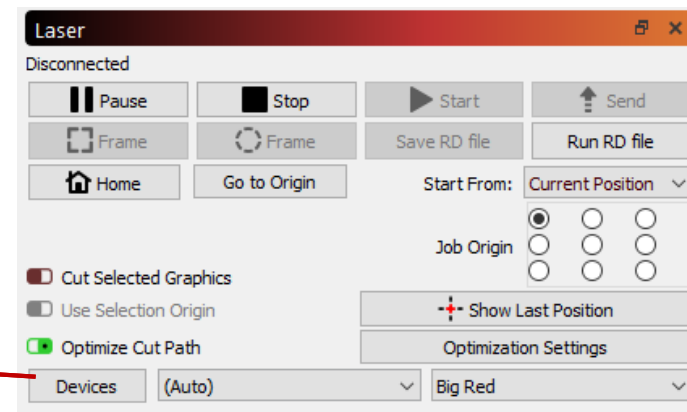 Laser
Disconnected
Pause Stop Start Send
Frame Frame Save RD file Run RD file
Home Go to Origin Start From: Current Position
Job Origin
Cut Selected Graphics
Use Selection Origin Show Last Position
Optimize Cut Path Optimization Settings
Devices (Auto) Big Red